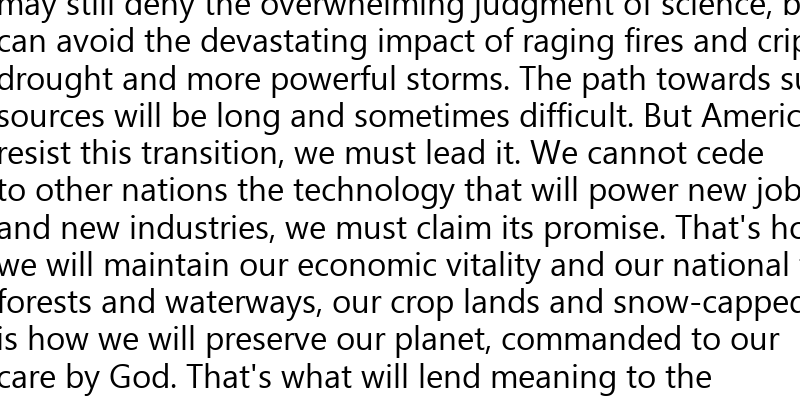 may still deny the overwhelming judgment of science, b
can avoid the devastating impact of raging fires and crip
drought and more powerful storms. The path towards su
sources will be long and sometimes difficult. But Americ
resist this transition, we must lead it. We cannot cede
to other nations the technology that will power new job
and new industries, we must claim its promise. That's ho
we will maintain our economic vitality and our national
forests and waterways, our crop lands and snow-capped
is how we will preserve our planet, commanded to our
care by God. That's what will lend meaning to the